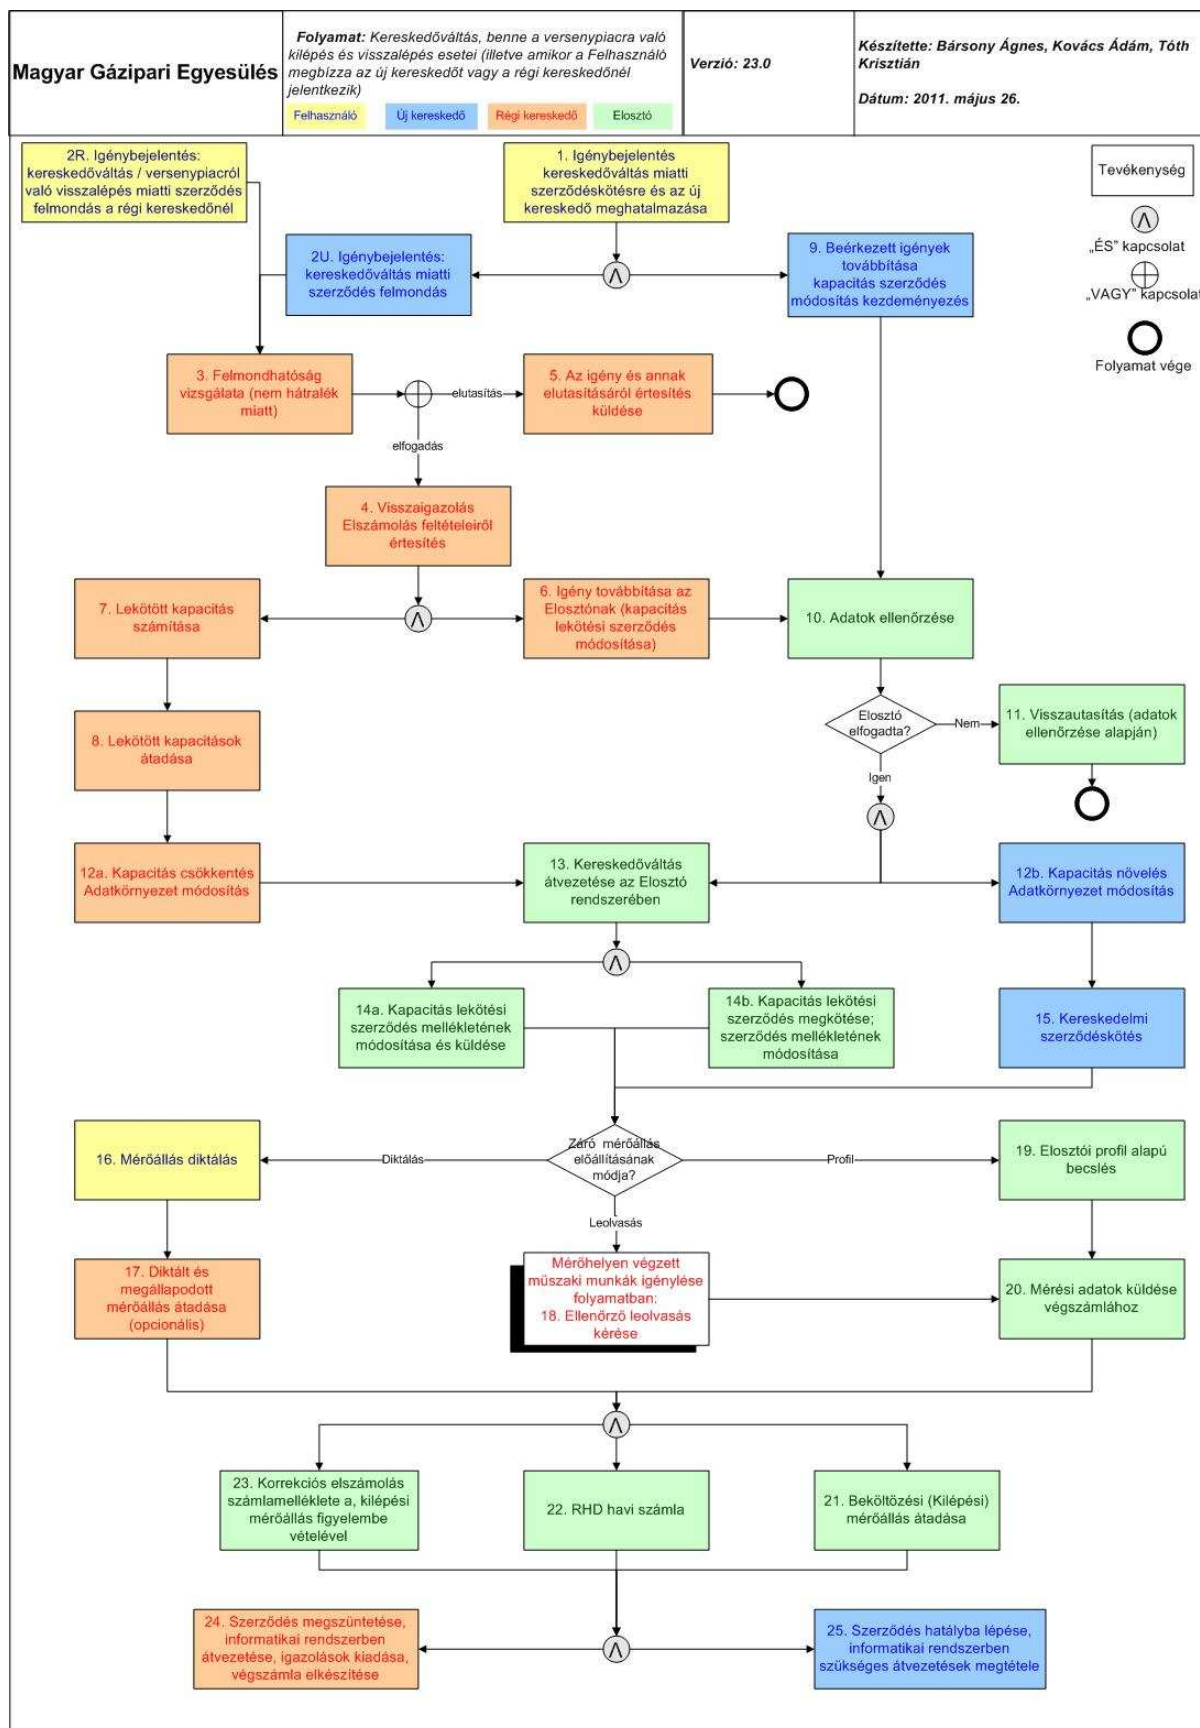 Magyar Gázipari Egyesülés
Folyamat: Kereskedőváltás, benne a versenypiacra való
kilépés és visszalépés esetei (illetve amikor a Felhasználó
megbízza az új kereskedőt vagy a régi kereskedőnél
jelentkezik)
Felhasználó
Új kereskedő
Régi kereskedő
Elosztó
Verzió: 23.0
Készítette: Bársony Ágnes, Kovács Ádám, Tóth
Krisztián
Dátum: 2011. május 26.
2R. Igénybejelentés:
kereskedőváltás / versenypiacról
való visszalépés miatti szerződés
felmondás a régi kereskedőnél
1. Igénybejelentés
kereskedőváltás miatti
szerződéskötésre és az új
kereskedő meghatalmazása
Tevékenység
„ÉS” kapcsolat
„VAGY” kapcsolat
Folyamat vége
2U. Igénybejelentés:
kereskedőváltás miatti
szerződés felmondás
9. Beérkezett igények
továbbítása
kapacitás szerződés
módosítás kezdeményezés
3. Felmondhatóság
vizsgálata (nem hátralék
miatt)
elutasítás
5. Az igény és annak
elutasításáról értesítés
küldése
elfogadás
4. Visszaigazolás
Elszámolás feltételeiről
értesítés
7. Lekötött kapacitás
számítása
6. Igény továbbítása az
Elosztónak (kapacitás
lekötési szerződés
módosítása)
10. Adatok ellenőrzése
8. Lekötött kapacitások
átadása
Elosztó
elfogadta?
Nem
11. Visszautasítás (adatok
ellenőrzése alapján)
Igen
12a. Kapacitás csökkentés
Adatkörnyezet módosítás
13. Kereskedőváltás
átvezetése az Elosztó
rendszerében
12b. Kapacitás növelés
Adatkörnyezet módosítás
14a. Kapacitás lekötési
szerződés mellékletének
módosítása és küldése
14b. Kapacitás lekötési
szerződés megkötése;
szerződés mellékletének
módosítása
15. Kereskedelmi
szerződéskötés
16. Mérőállás diktálás
Diktálás
Záró mérőállás
előállításának
módja?
Profil
19. Elosztói profil alapú
becslés
Leolvasás
17. Diktált és
megállapodott
mérőállás átadása
(opcionális)
Mérőhelyen végzett
műszaki munkák igénylése
folyamatban:
18. Ellenőrző leolvasás
kérése
20. Mérési adatok küldése
végszámlához
23. Korrekciós elszámolás
számlamelléklete a, kilépési
mérőállás figyelembe
vételével
22. RHD havi számla
21. Beköltözési (Kilépési)
mérőállás átadása
24. Szerződés megszüntetése,
informatikai rendszerben
átvezetése, igazolások kiadása,
végszámla elkészítése
25. Szerződés hatályba lépése,
informatikai rendszerben
szükséges átvezetések megtétele